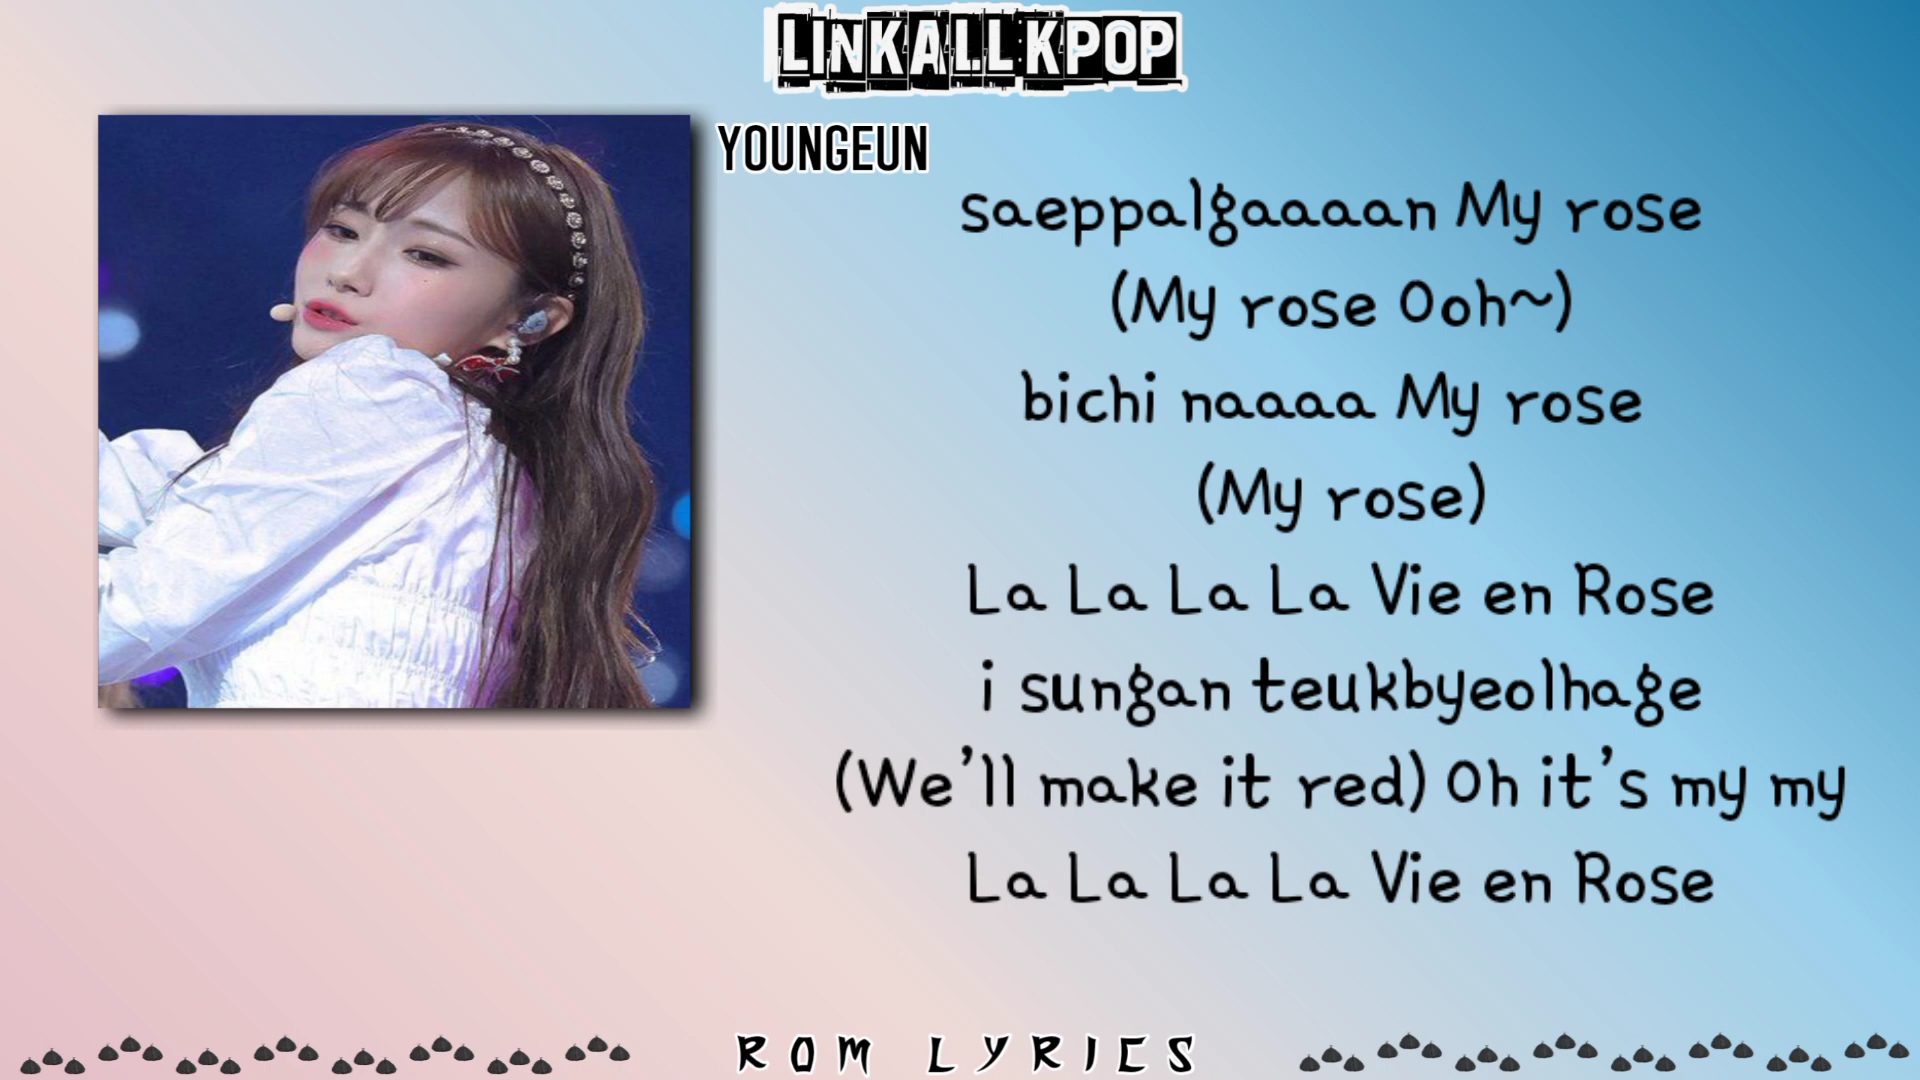 LINKALLKPOP
YOUNGEUN
saeppalgaaaan My rose
(My rose Ooh~)
bichi naaaa My rose
(My rose)
La La La La Vie en Rose
i sungan teukbyeolhage
(We’ll make it red) Oh it’s my my
La La La La Vie en Rose
ROM LYRICS